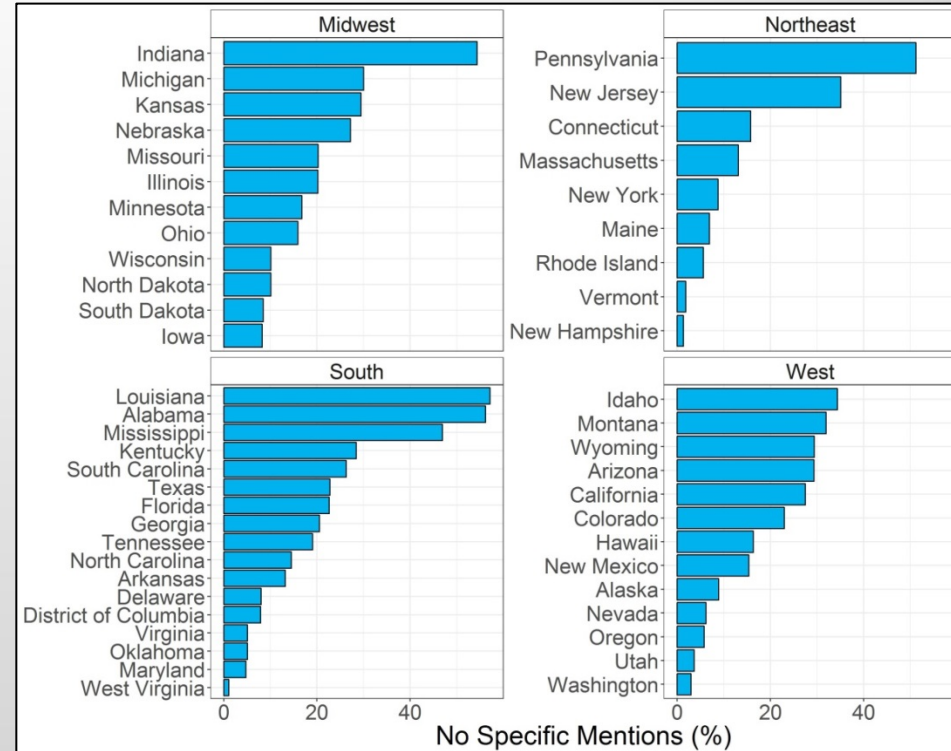 Midwest
Indiana
Michigan
Kansas
Nebraska
Missouri
Illinois
Minnesota
Ohio
Wisconsin
North Dakota
South Dakota
Iowa
Northeast
Pennsylvania
New Jersey
Connecticut
Massachusetts
New York
Maine
Rhode Island
Vermont
New Hampshire
South
Louisiana
Alabama
Mississippi
Kentucky
South Carolina
Texas
Florida
Georgia
Tennessee
North Carolina
Arkansas
Delaware
District of Columbia
Virginia
Oklahoma
Maryland
West Virginia
0 20 40
West
Idaho
Montana
Wyoming
Arizona
California
Colorado
Hawaii
New Mexico
Alaska
Nevada
Oregon
Utah
Washington
0 20 40
No Specific Mentions (%)